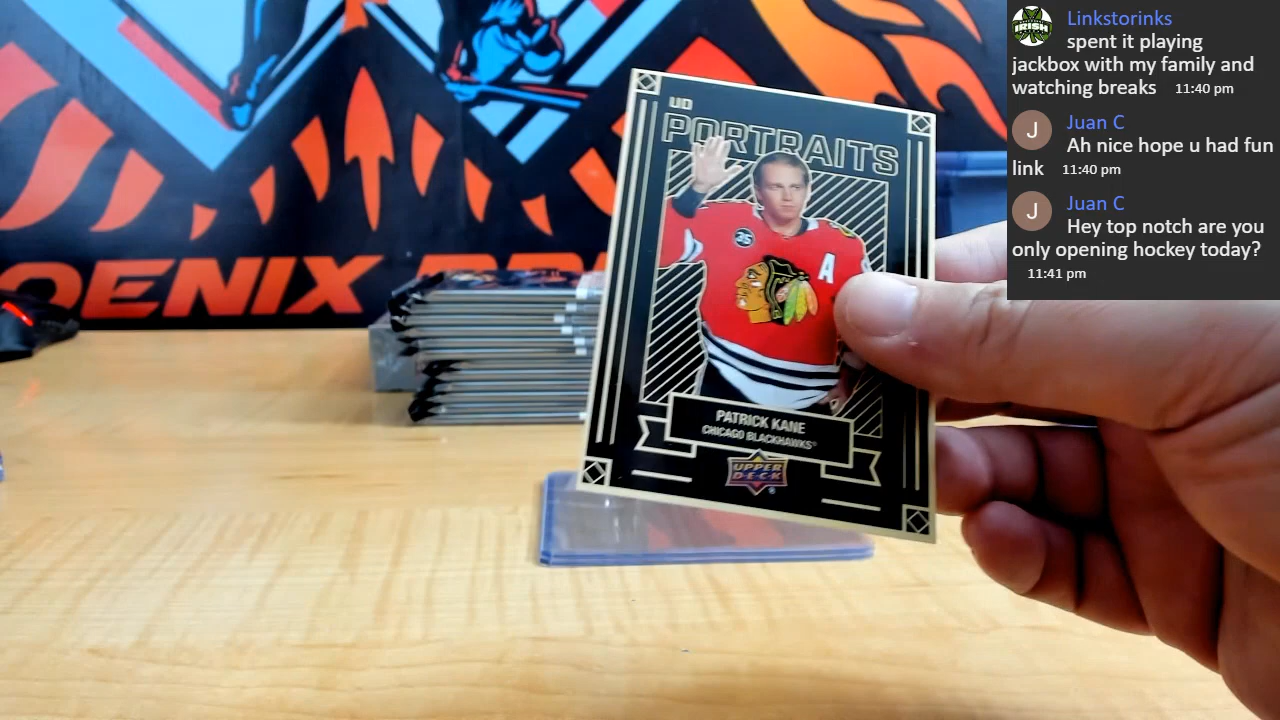 UD
PORTRAITS
35
A
PATRICK KANE
CHICAGO BLACKHAWKS®
UPPER
D·E·C·K
®
OENIX
IRISH
Linkstorinks
spent it playing
jackbox with my family and
watching breaks 11:40 pm
J
Juan C
Ah nice hope u had fun
link 11:40 pm
J
Juan C
Hey top notch are you
only opening hockey today?
11:41 pm